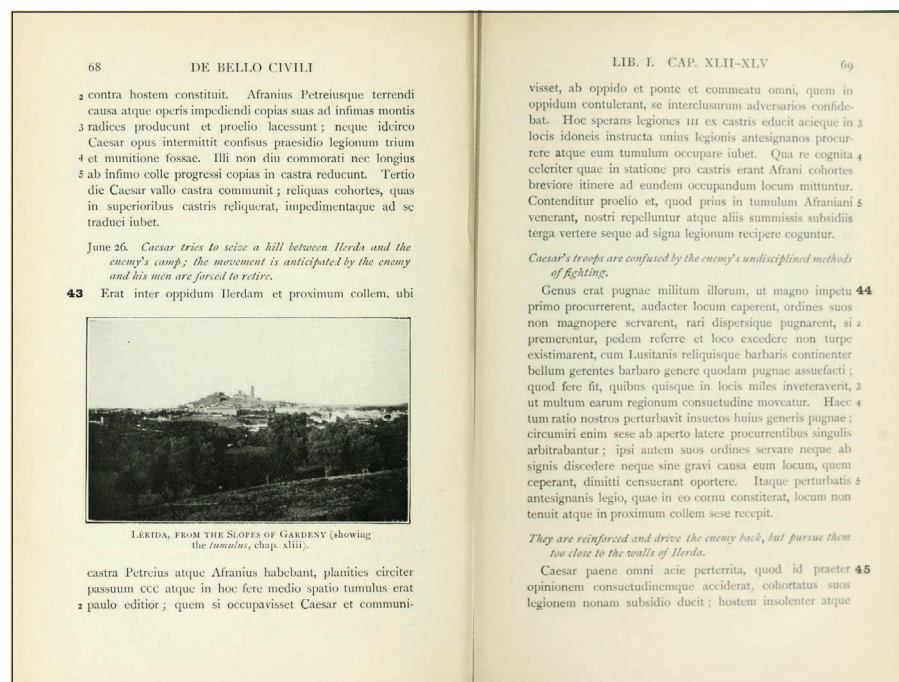 68 DE BELLO CIVILI
2 contra hostem constituit. Afranius Petreiusque terrendi
causa atque operis impediendi copias suas ad infimas montis
3 radices producunt et proelio lacessunt; neque idcirco
Caesar opus intermittit confisus praesidio legionum trium
4 et munitione fossae. Illi non diu commorati nec longius
5 ab infimo colle progressi copias in castra reducunt. Tertio
die Caesar vallo castra communit; reliquas cohortes, quas
in superioribus castris reliquerat, impedimentaque ad se
traduci iubet.
June 26. Caesar tries to seize a hill between Ilerda and the
enemy's camp; the movement is anticipated by the enemy
and his men are forced to retire.
43 Erat inter oppidum Ilerdam et proximum collem, ubi
LÉRIDA, FROM THE SLOPES OF GARDENY (showing
the tumulus, chap. xliii).
castra Petreius atque Afranius habebant, planities circiter
passuum CCC atque in hoc fere medio spatio tumulus erat
2 paulo editior; quem si occupavisset Caesar et communi-
LIB. I. CAP. XLII-XLV 69
visset, ab oppido et ponte et commeatu omni, quem in
oppidum contulerant, se interclusurum adversarios confide-
bat. Hoc sperans legiones III ex castris educit acieque in 3
locis idoneis instructa unius legionis antesignanos procur-
rere atque eum tumulum occupare iubet. Qua re cognita 4
celeriter quae in statione pro castris erant Afrani cohortes
breviore itinere ad eundem occupandum locum mittuntur.
Contenditur proelio et, quod prius in tumulum Afraniani 5
venerant, nostri repelluntur atque aliis summissis subsidiis
terga vertere seque ad signa legionum recipere coguntur.
Caesar's troops are confused by the enemy's undisciplined methods
of fighting.
Genus erat pugnae militum illorum, ut magno impetu 44
primo procurrerent, audacter locum caperent, ordines suos
non magnopere servarent, rari dispersique pugnarent, si 2
premerentur, pedem referre et loco excedere non turpe
existimarent, cum Lusitanis reliquisque barbaris continenter
bellum gerentes barbaro genere quodam pugnae assuefacti;
quod fere fit, quibus quisque in locis miles inveteraverit, 3
ut multum earum regionum consuetudine moveatur. Haec 4
tum ratio nostros perturbavit insuetos huius generis pugnae;
circumiri enim sese ab aperto latere procurrentibus singulis
arbitrabantur; ipsi autem suos ordines servare neque ab
signis discedere neque sine gravi causa eum locum, quem
ceperant, dimitti censuerant oportere. Itaque perturbatis 5
antesignanis legio, quae in eo cornu constiterat, locum non
tenuit atque in proximum collem sese recepit.
They are reinforced and drive the enemy back, but pursue them
too close to the walls of Ilerda.
Caesar paene omni acie perterrita, quod id praeter 45
opinionem consuetudinemque acciderat, cohortatus suos
legionem nonam subsidio ducit; hostem insolenter atque